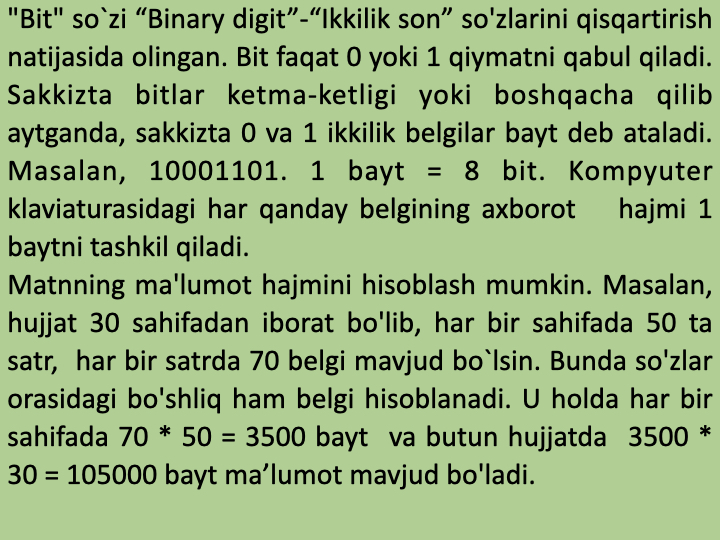 "Bit" so`zi “Binary digit”-“Ikkilik son” so'zlarini qisqartirish
natijasida olingan. Bit faqat 0 yoki 1 qiymatni qabul qiladi.
Sakkizta bitlar ketma-ketligi yoki boshqacha qilib
aytganda, sakkizta 0 va 1 ikkilik belgilar bayt deb ataladi.
Masalan, 10001101. 1 bayt = 8 bit. Kompyuter
klaviaturasidagi har qanday belgining axborot hajmi 1
baytni tashkil qiladi.
Matnning ma'lumot hajmini hisoblash mumkin. Masalan,
hujjat 30 sahifadan iborat bo'lib, har bir sahifada 50 ta
satr, har bir satrda 70 belgi mavjud bo`lsin. Bunda so'zlar
orasidagi bo'shliq ham belgi hisoblanadi. U holda har bir
sahifada 70 * 50 = 3500 bayt va butun hujjatda 3500 *
30 = 105000 bayt ma’lumot mavjud bo'ladi.